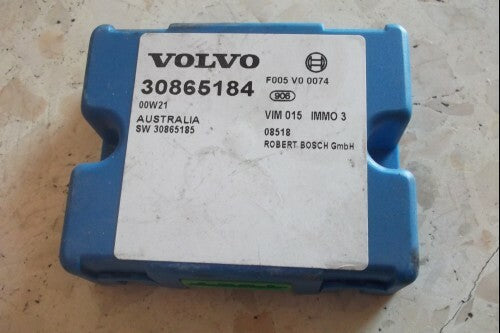 VOLVO
F005 V0 0074
30865184
906
00W21
VIM 015 IMMO 3
AUSTRALIA
SW 30865185
08518
ROBERT BOSCH GmbH